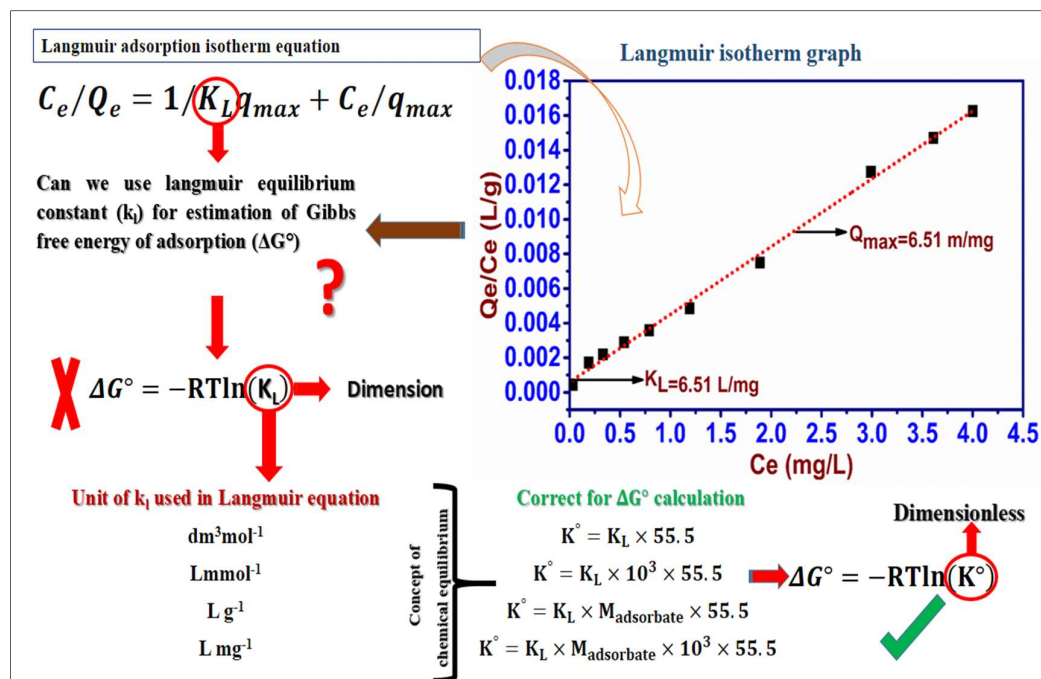 Langmuir adsorption isotherm equation
C_e/Q_e = 1/K_L q_max + C_e/q_max
Can we use langmuir equilibrium
constant (k_l) for estimation of Gibbs
free energy of adsorption (ΔG°)
?
ΔG° = −RTln(K_L)
Dimension
Langmuir isotherm graph
Qe/Ce (L/g)
0.018
0.016
0.014
0.012
0.010
0.008
0.006
0.004
0.002
0.000
Q_max=6.51 m/mg
K_L=6.51 L/mg
0.0 0.5 1.0 1.5 2.0 2.5 3.0 3.5 4.0 4.5
Ce (mg/L)
Unit of k_l used in Langmuir equation
dm³mol⁻¹
Lmmol⁻¹
L g⁻¹
L mg⁻¹
Concept of
chemical equilibrium
Correct for ΔG° calculation
K° = K_L × 55.5
K° = K_L × 10³ × 55.5
K° = K_L × M_adsorbate × 55.5
K° = K_L × M_adsorbate × 10³ × 55.5
Dimensionless
ΔG° = −RTln(K°)